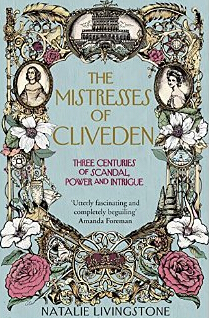 THE
MISTRESSES
OF
CLIVEDEN
THREE CENTURIES
OF SCANDAL,
POWER AND INTRIGUE
'Utterly fascinating and
completely beguiling'
Amanda Foreman
NATALIE LIVINGSTONE